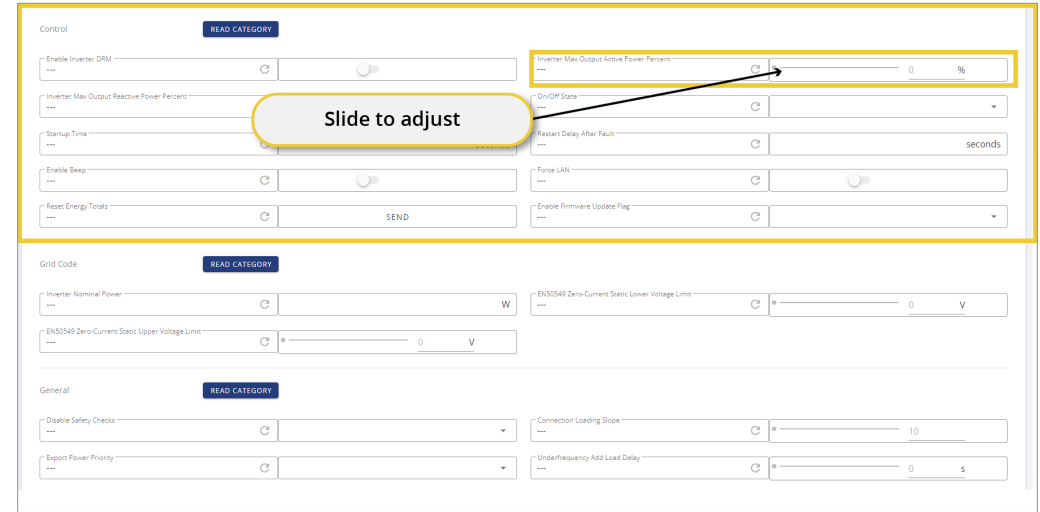 Control
READ CATEGORY
Enable Inverter DRM
---
Inverter Max Output Active Power Percent
---
0 %
Inverter Max Output Reactive Power Percent
---
On/Off State
---
Slide to adjust
Startup Time
---
Restart Delay After Fault
---
seconds
Enable Beep
---
Force LAN
---
Reset Energy Totals
---
SEND
Enable Firmware Update Flag
---
Grid Code
READ CATEGORY
Inverter Nominal Power
---
W
EN50549 Zero-Current Static Lower Voltage Limit
---
0 V
EN50549 Zero-Current Static Upper Voltage Limit
---
0 V
General
READ CATEGORY
Disable Safety Checks
---
Connection Loading Slope
---
10
Export Power Priority
---
Underfrequency Add Load Delay
---
0 s